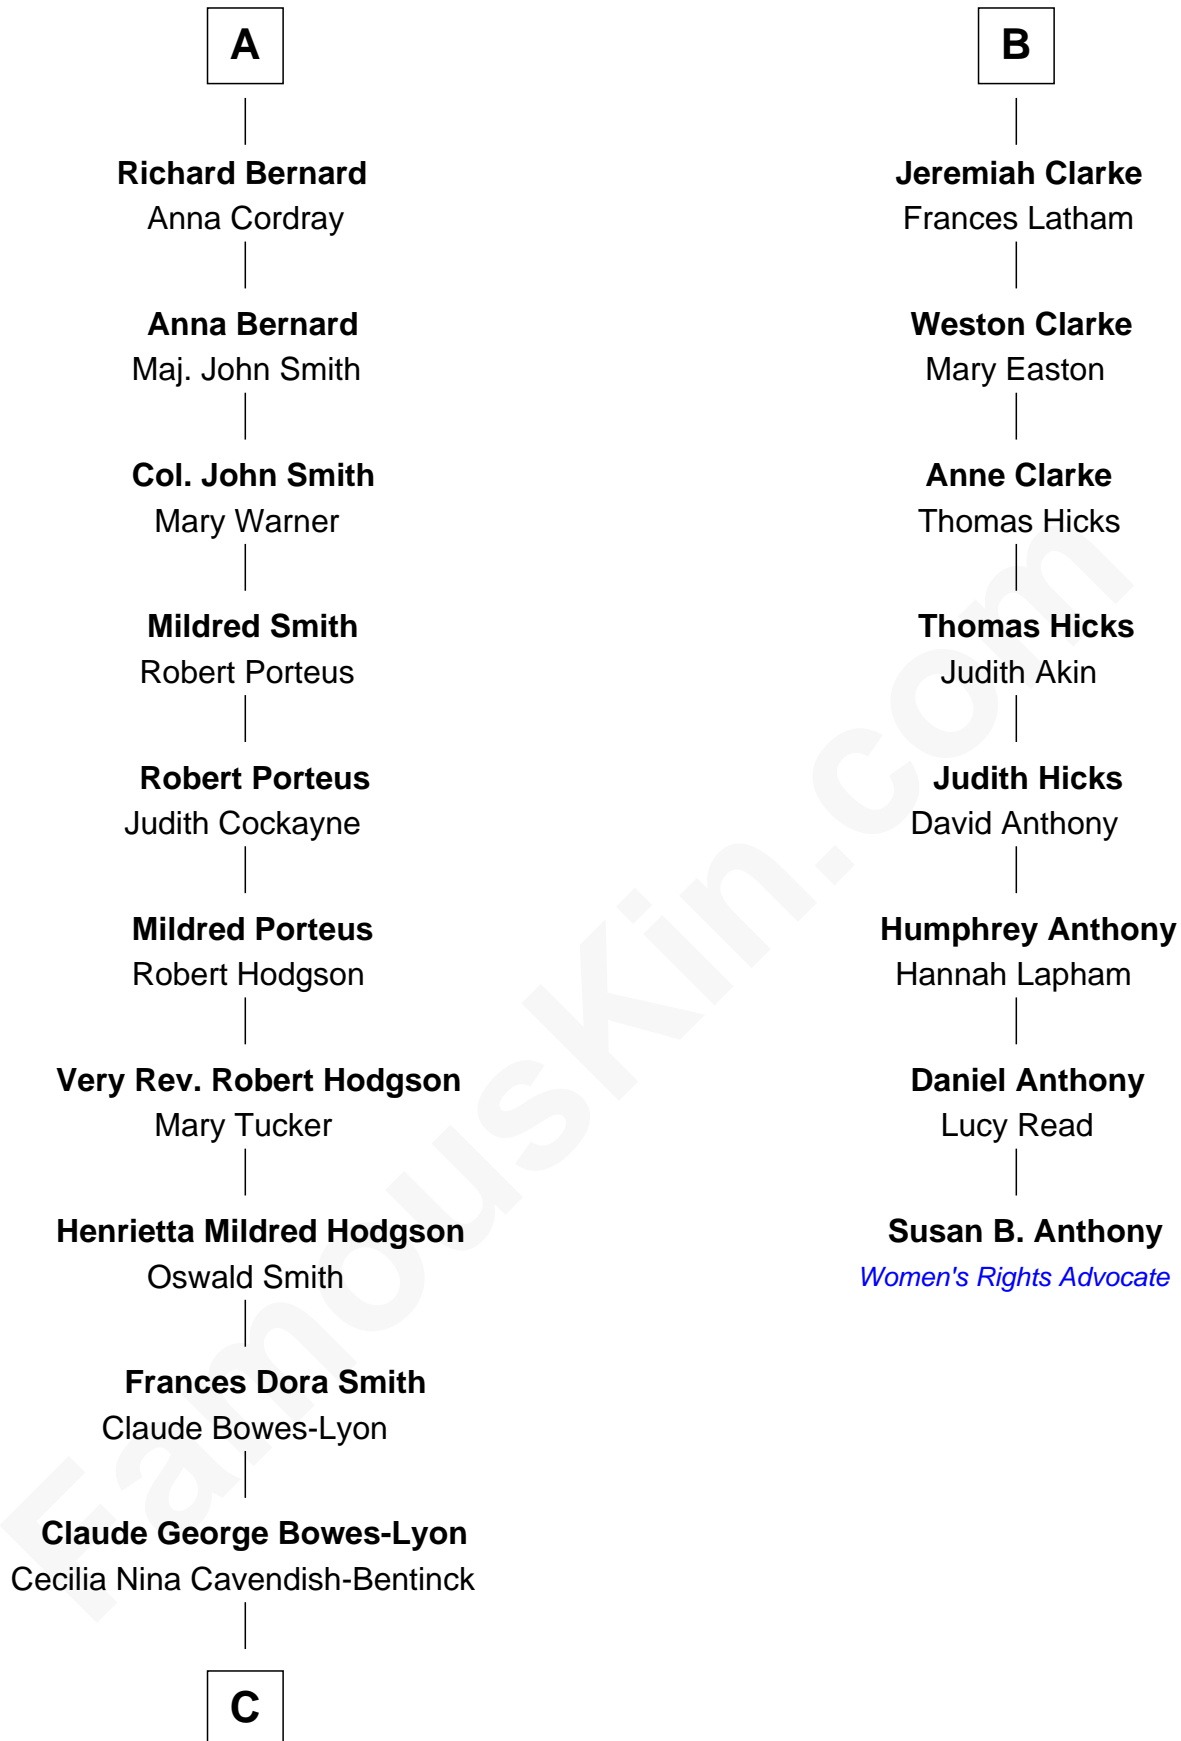 A
Richard Bernard
Anna Cordray
Anna Bernard
Maj. John Smith
Col. John Smith
Mary Warner
Mildred Smith
Robert Porteus
Robert Porteus
Judith Cockayne
Mildred Porteus
Robert Hodgson
Very Rev. Robert Hodgson
Mary Tucker
Henrietta Mildred Hodgson
Oswald Smith
Frances Dora Smith
Claude Bowes-Lyon
Claude George Bowes-Lyon
Cecilia Nina Cavendish-Bentinck
C
B
Jeremiah Clarke
Frances Latham
Weston Clarke
Mary Easton
Anne Clarke
Thomas Hicks
Thomas Hicks
Judith Akin
Judith Hicks
David Anthony
Humphrey Anthony
Hannah Lapham
Daniel Anthony
Lucy Read
Susan B. Anthony
Women's Rights Advocate
FamousKin.com